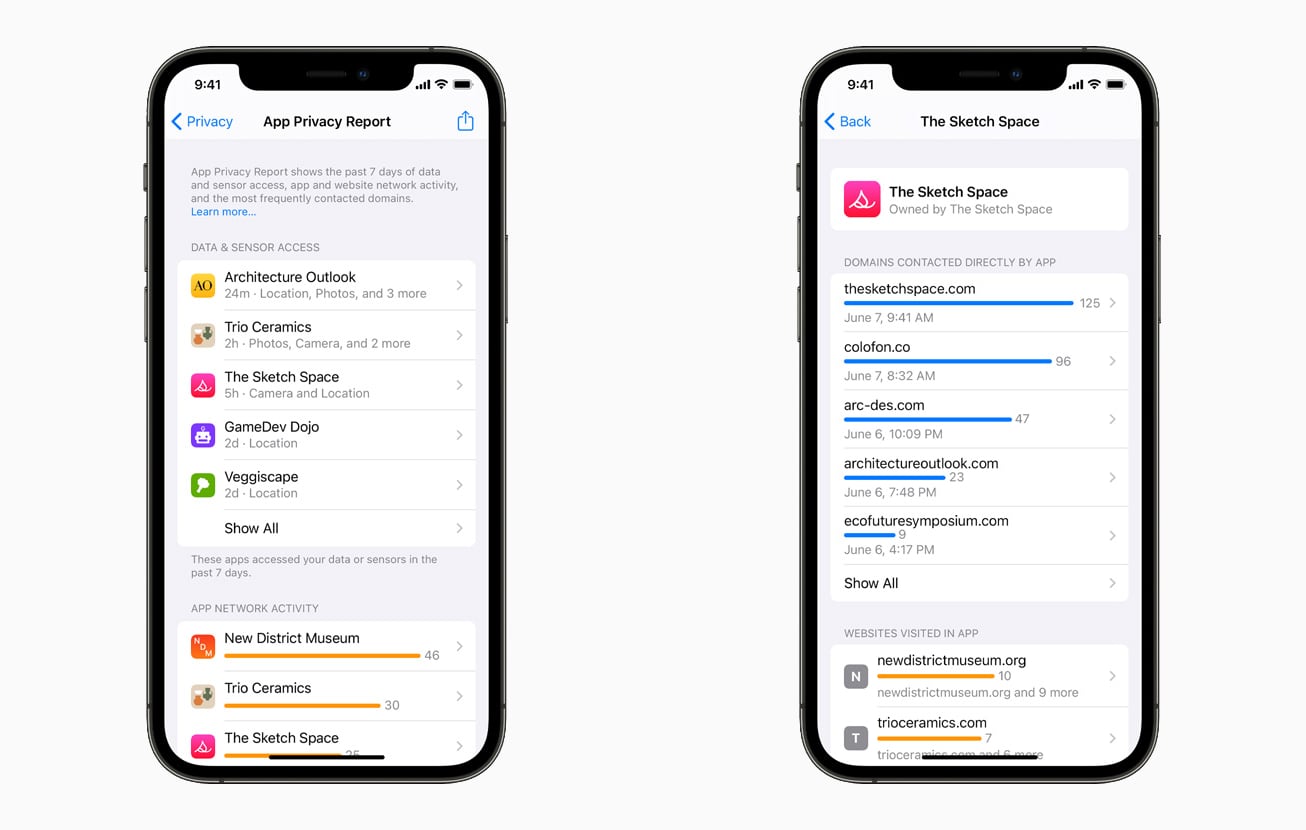 9:41
Privacy
App Privacy Report
App Privacy Report shows the past 7 days of data
and sensor access, app and website network activity,
and the most frequently contacted domains.
Learn more...
DATA & SENSOR ACCESS
AO
Architecture Outlook
24m · Location, Photos, and 3 more
Trio Ceramics
2h · Photos, Camera, and 2 more
The Sketch Space
5h · Camera and Location
GameDev Dojo
2d · Location
Veggiscape
2d · Location
Show All
These apps accessed your data or sensors in the
past 7 days.
APP NETWORK ACTIVITY
NDM
New District Museum
46
Trio Ceramics
30
The Sketch Space
25
9:41
Back
The Sketch Space
The Sketch Space
Owned by The Sketch Space
DOMAINS CONTACTED DIRECTLY BY APP
thesketchspace.com
125
June 7, 9:41 AM
colofon.co
96
June 7, 8:32 AM
arc-des.com
47
June 6, 10:09 PM
architectureoutlook.com
23
June 6, 7:48 PM
ecofuturesymposium.com
9
June 6, 4:17 PM
Show All
WEBSITES VISITED IN APP
N
newdistrictmuseum.org
10
newdistrictmuseum.org and 9 more
T
trioceramics.com
7
trioceramics.com and 6 more